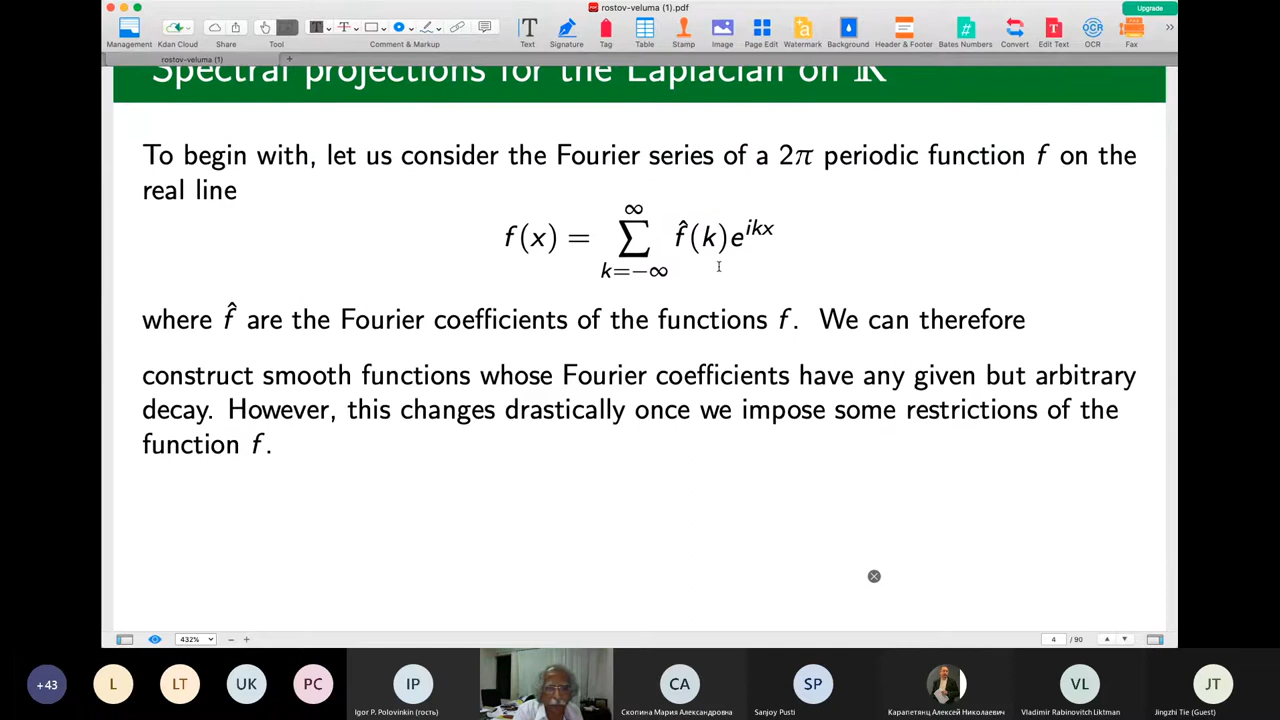 rostov-veluma (1).pdf
Upgrade
Management Kdan Cloud Share Tool Comment & Markup Text Signature Tag Table Stamp Image Page Edit Watermark Background Header & Footer Bates Numbers Convert Edit Text OCR Fax
rostov-veluma (1)
Spectral projections for the Laplacian on ℝ
To begin with, let us consider the Fourier series of a 2π periodic function f on the
real line
f(x) = ∑_{k=−∞}^{∞} f̂(k)e^{ikx}
where f̂ are the Fourier coefficients of the functions f. We can therefore
construct smooth functions whose Fourier coefficients have any given but arbitrary
decay. However, this changes drastically once we impose some restrictions of the
function f.
432% 4 / 90
+43 L LT UK PC IP CA SP VL JT
Igor P. Polovinkin (гость) Скопина Мария Александровна Sanjoy Pusti Карапетянц Алексей Николаевич Vladimir Rabinovitch Liktman Jingzhi Tie (Guest)